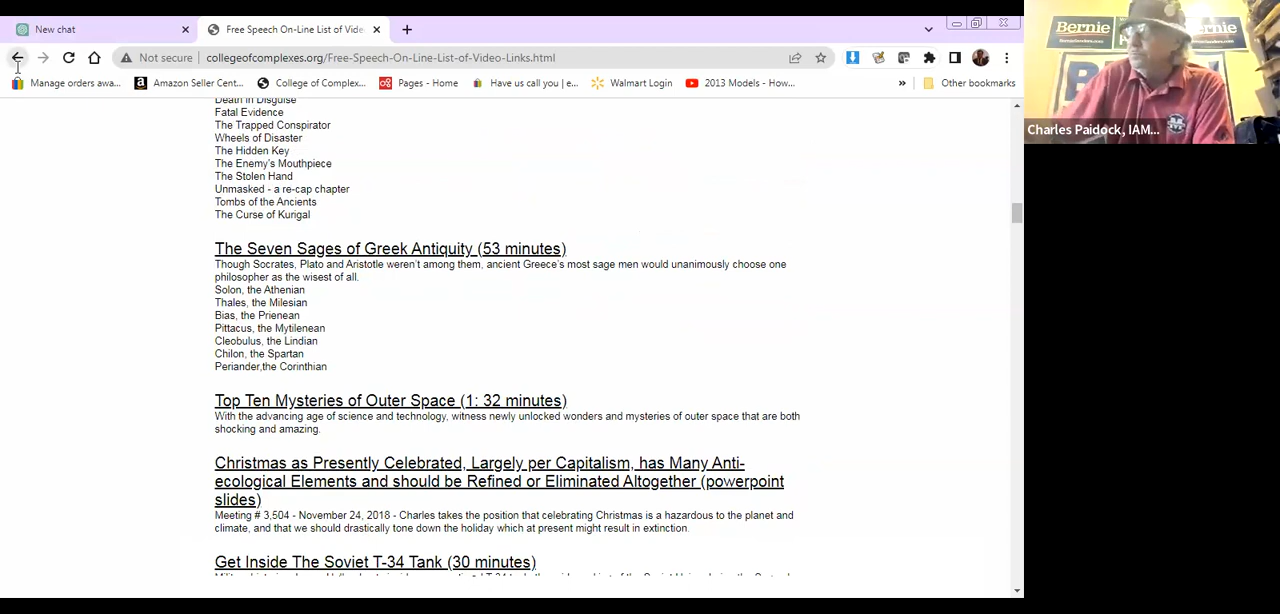 New chat
Free Speech On-Line List of Vide
Not secure
collegeofcomplexes.org/Free-Speech-On-Line-List-of-Video-Links.html
Manage orders awa...
Amazon Seller Cent...
College of Complex...
Pages - Home
Have us call you | e...
Walmart Login
2013 Models - How...
»
Other bookmarks
Death in Disguise
Fatal Evidence
The Trapped Conspirator
Wheels of Disaster
The Hidden Key
The Enemy's Mouthpiece
The Stolen Hand
Unmasked - a re-cap chapter
Tombs of the Ancients
The Curse of Kurigal
The Seven Sages of Greek Antiquity (53 minutes)
Though Socrates, Plato and Aristotle weren't among them, ancient Greece's most sage men would unanimously choose one
philosopher as the wisest of all.
Solon, the Athenian
Thales, the Milesian
Bias, the Prienean
Pittacus, the Mytilenean
Cleobulus, the Lindian
Chilon, the Spartan
Periander,the Corinthian
Top Ten Mysteries of Outer Space (1: 32 minutes)
With the advancing age of science and technology, witness newly unlocked wonders and mysteries of outer space that are both
shocking and amazing.
Christmas as Presently Celebrated, Largely per Capitalism, has Many Anti-
ecological Elements and should be Refined or Eliminated Altogether (powerpoint
slides)
Meeting # 3,504 - November 24, 2018 - Charles takes the position that celebrating Christmas is a hazardous to the planet and
climate, and that we should drastically tone down the holiday which at present might result in extinction.
Get Inside The Soviet T-34 Tank (30 minutes)
Bernie
Charles Paidock, IAM...